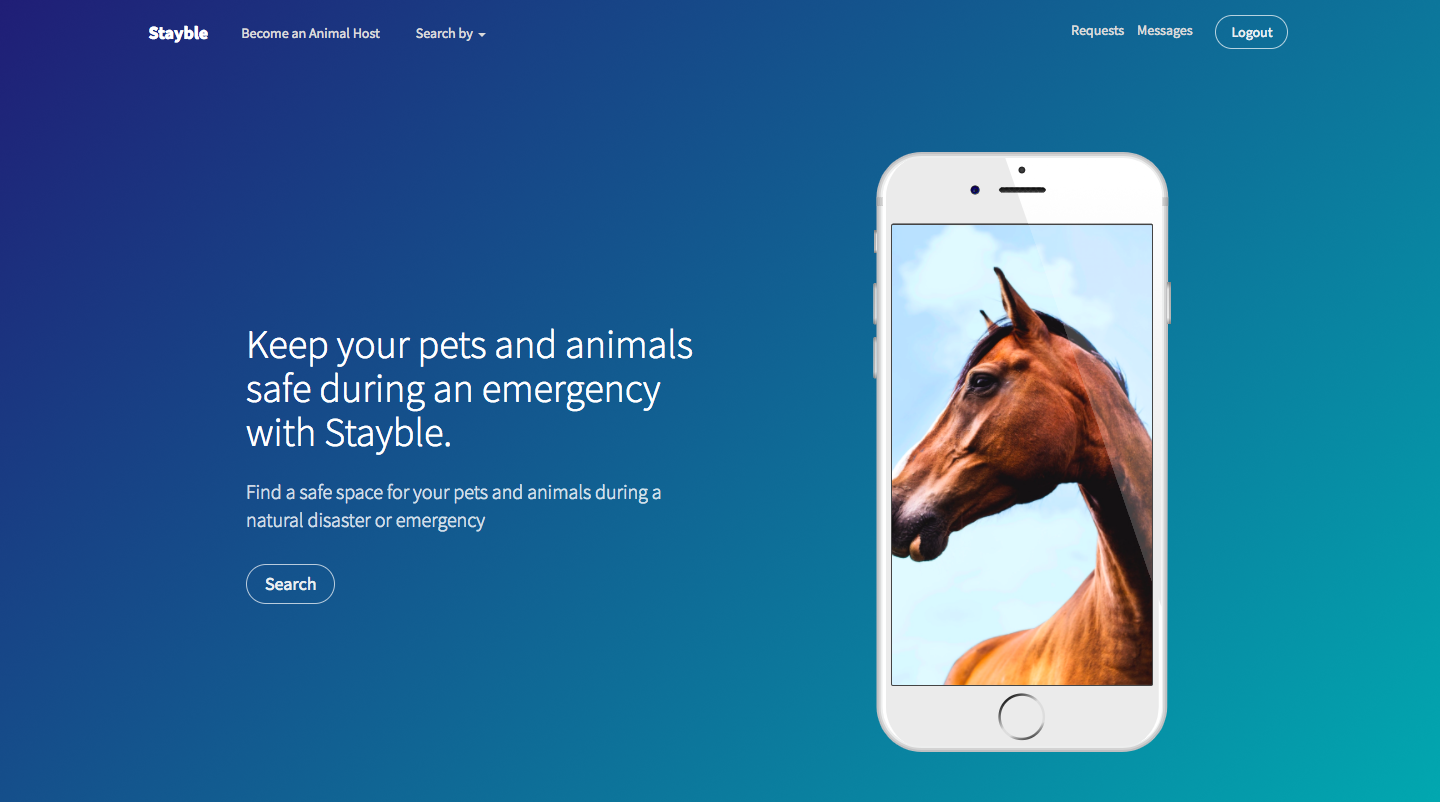 Stayble
Become an Animal Host
Search by
Requests
Messages
Logout
Keep your pets and animals
safe during an emergency
with Stayble.
Find a safe space for your pets and animals during a
natural disaster or emergency
Search